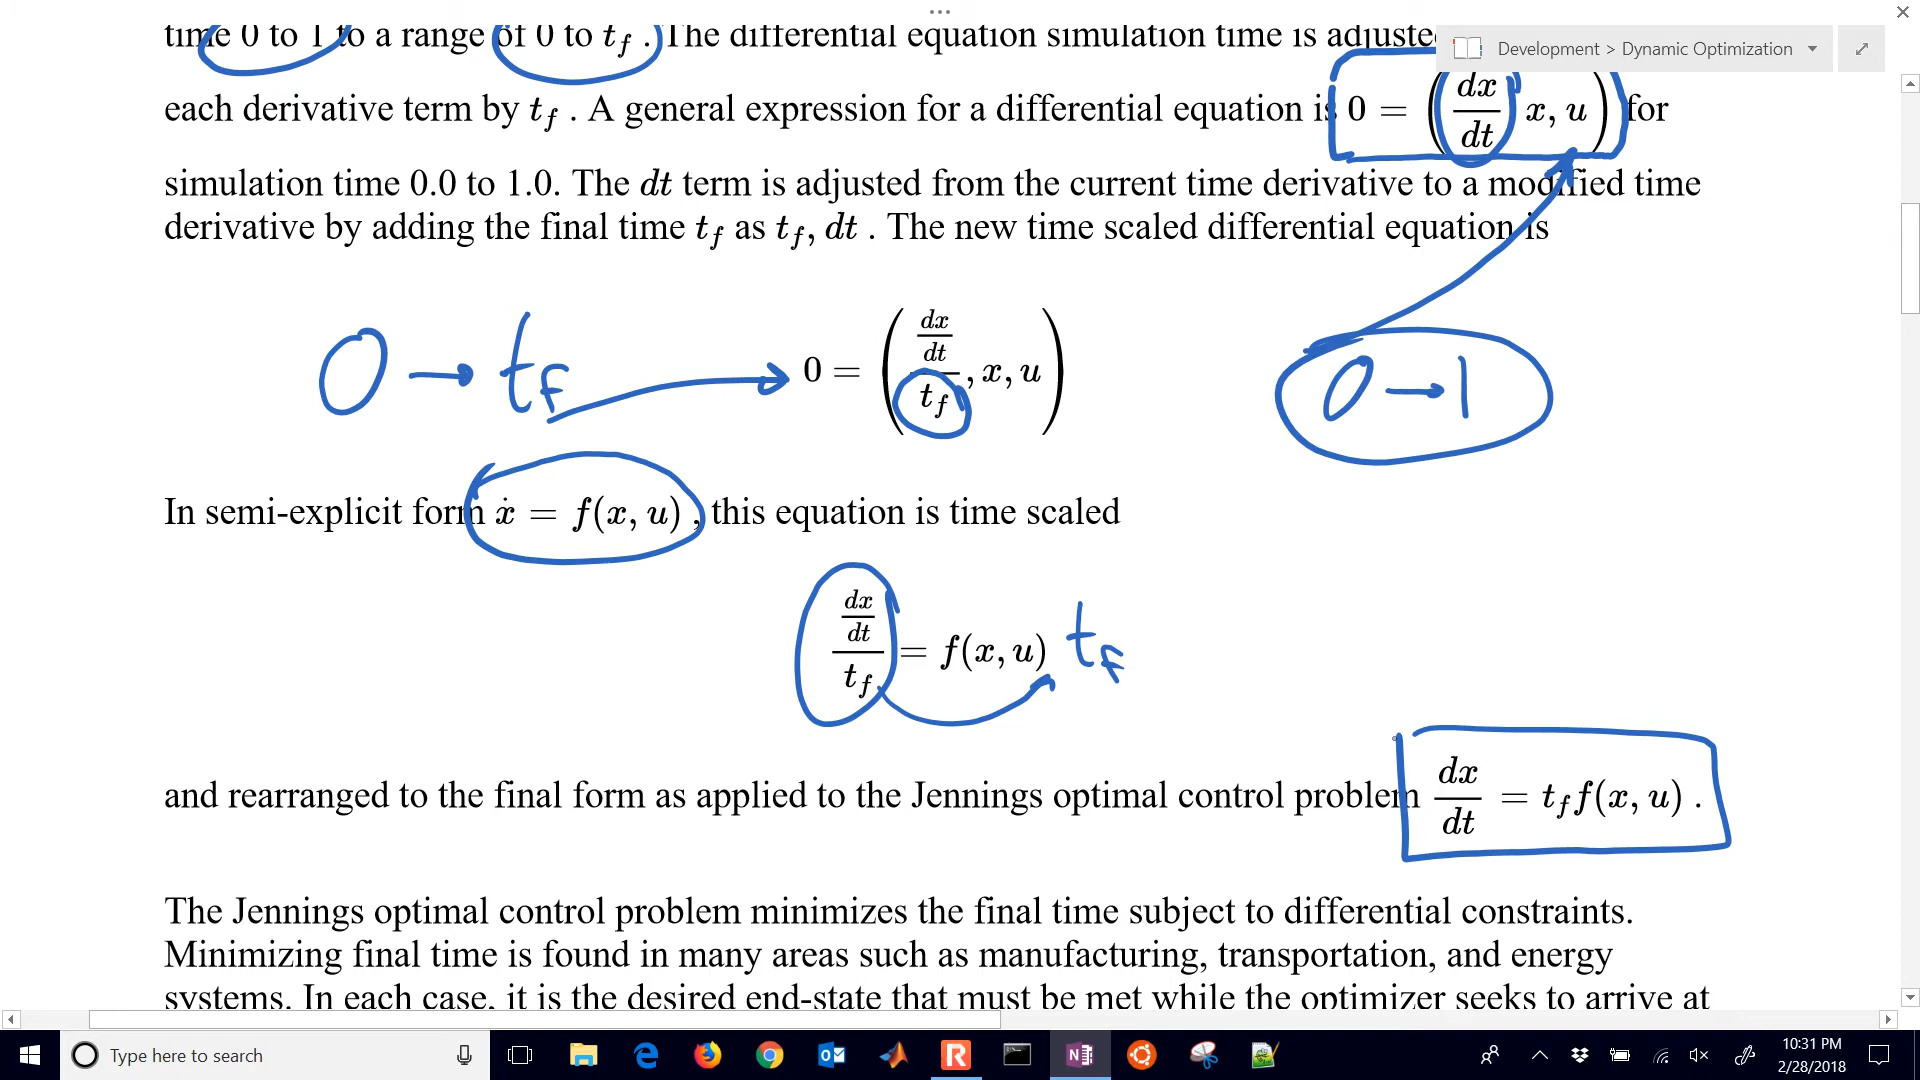 Development > Dynamic Optimization
time 0 to 1 to a range of 0 to t_f . The differential equation simulation time is adjusted
each derivative term by t_f . A general expression for a differential equation is 0 = (dx/dt, x, u) for
simulation time 0.0 to 1.0. The dt term is adjusted from the current time derivative to a modified time
derivative by adding the final time t_f as t_f, dt . The new time scaled differential equation is
0 → t_f
0 = ((dx/dt)/t_f, x, u)
0 → 1
In semi-explicit form ẋ = f(x, u) , this equation is time scaled
(dx/dt)/t_f = f(x, u) t_f
and rearranged to the final form as applied to the Jennings optimal control problem dx/dt = t_f f(x, u) .
The Jennings optimal control problem minimizes the final time subject to differential constraints.
Minimizing final time is found in many areas such as manufacturing, transportation, and energy
systems. In each case, it is the desired end-state that must be met while the optimizer seeks to arrive at
Type here to search
10:31 PM
2/28/2018